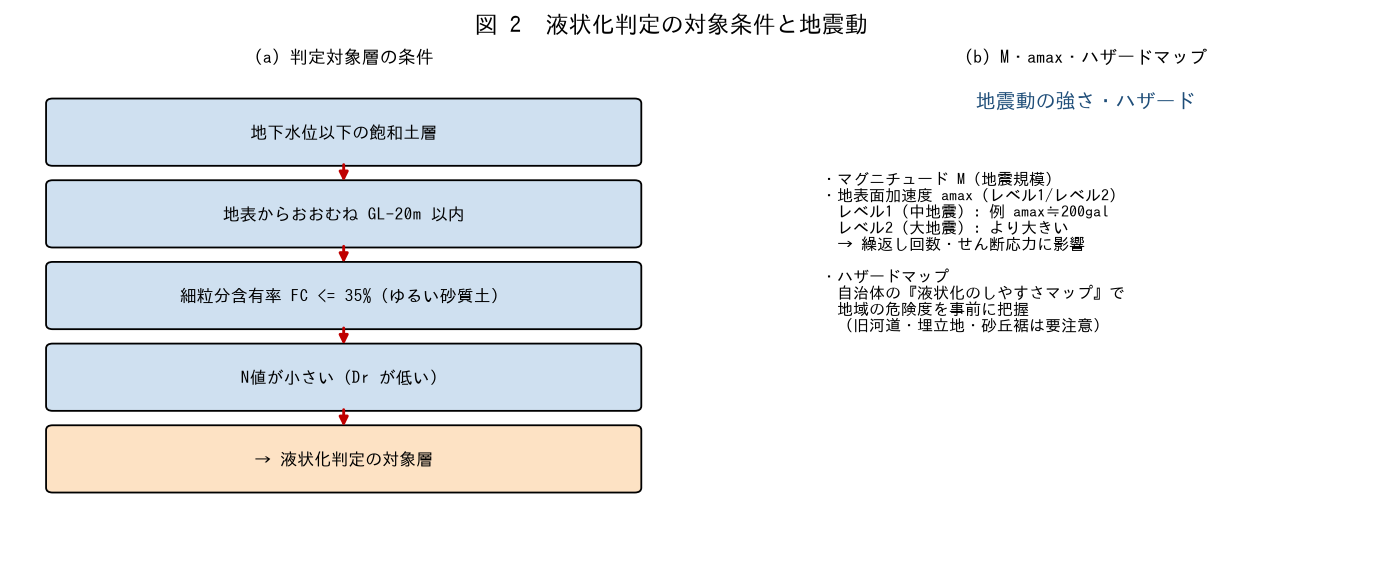 図 2 液状化判定の対象条件と地震動
(a) 判定対象層の条件
地下水位以下の飽和土層
地表からおおむね GL-20m 以内
細粒分含有率 FC <= 35% (ゆるい砂質土)
N値が小さい (Dr が低い)
→ 液状化判定の対象層
(b) M・amax・ハザードマップ
地震動の強さ・ハザード
・マグニチュード M (地震規模)
・地表面加速度 amax (レベル1/レベル2)
レベル1 (中地震) : 例 amax≒200gal
レベル2 (大地震) : より大きい
→ 繰返し回数・せん断応力に影響
・ハザードマップ
自治体の『液状化のしやすさマップ』で
地域の危険度を事前に把握
(旧河道・埋立地・砂丘裾は要注意)